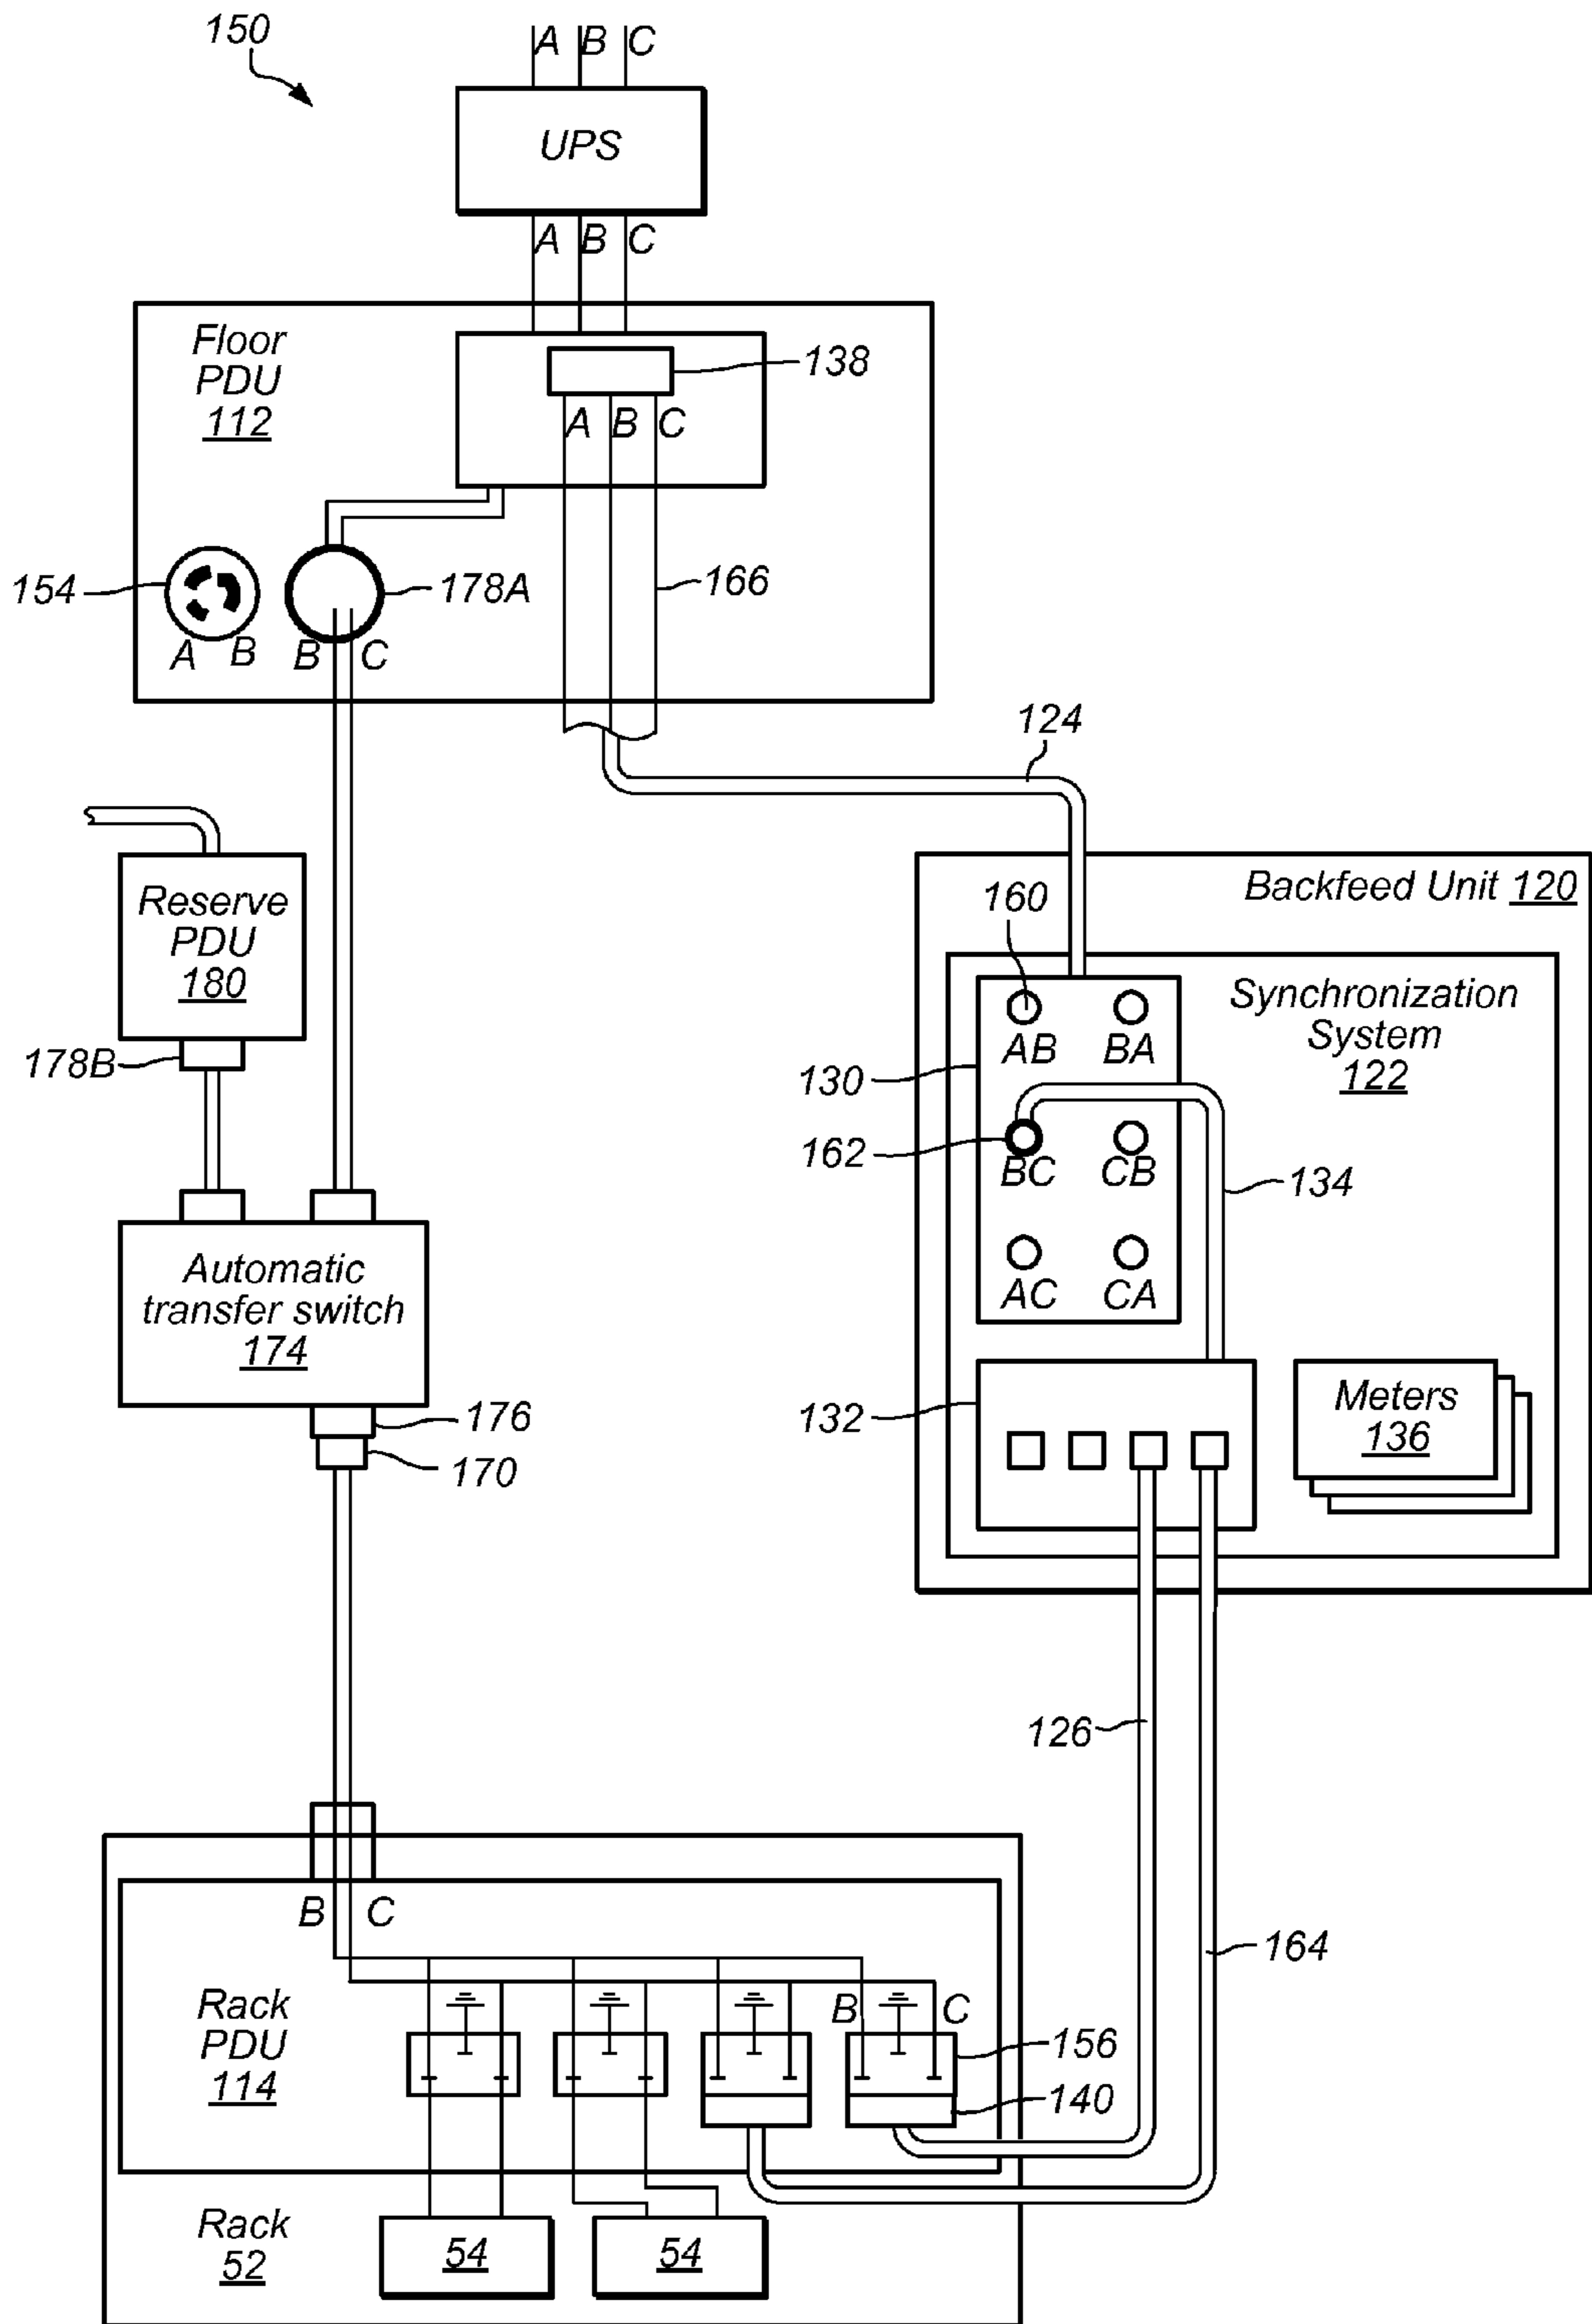 150
A B C
UPS
A B C
Floor
PDU
112
138
A B C
154
178A
166
A B
B C
124
Reserve
PDU
180
178B
Backfeed Unit 120
160
Synchronization
System
122
AB BA
130
162
BC CB
134
AC CA
Automatic
transfer switch
174
176
170
132
Meters
136
126
164
B C
Rack
PDU
114
B C
156
140
Rack
52
54
54